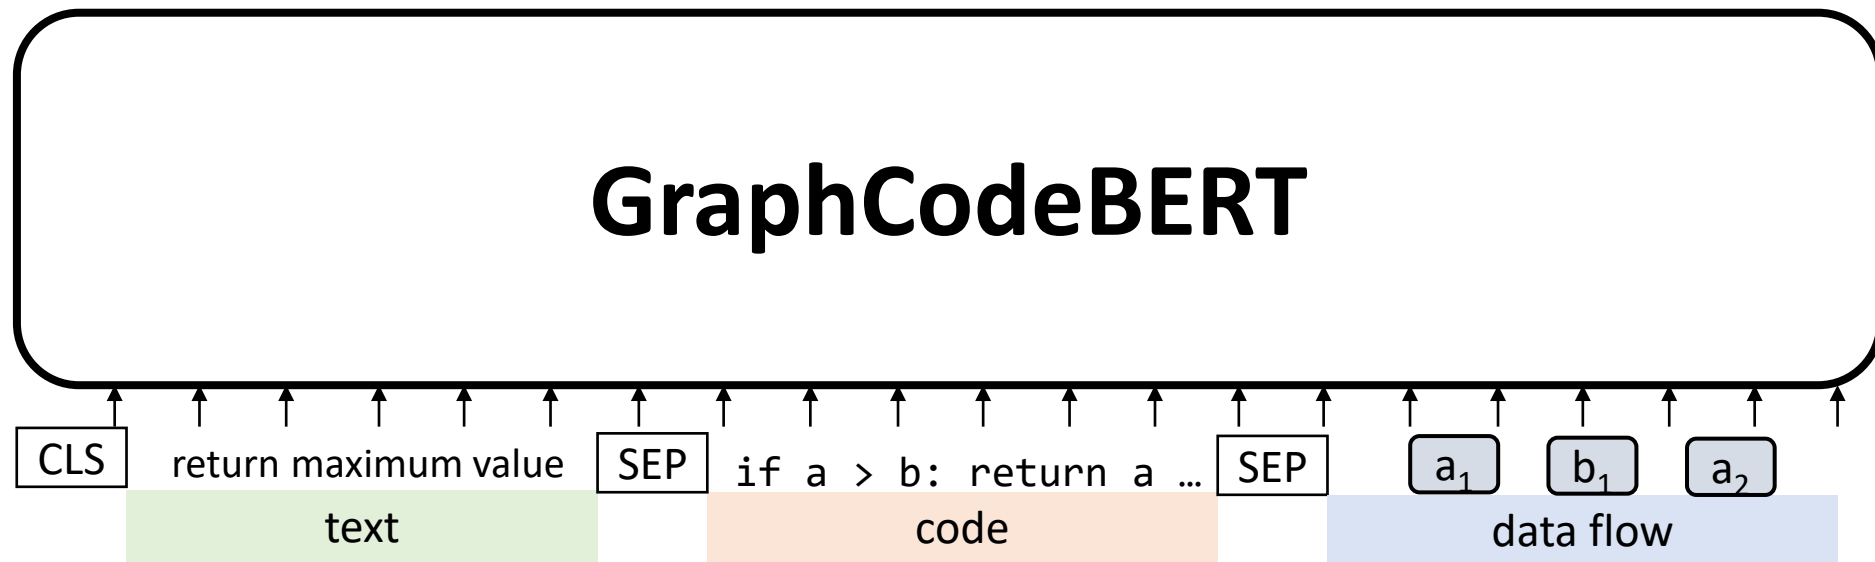 GraphCodeBERT
CLS return maximum value SEP if a > b: return a … SEP a₁ b₁ a₂
text code data flow